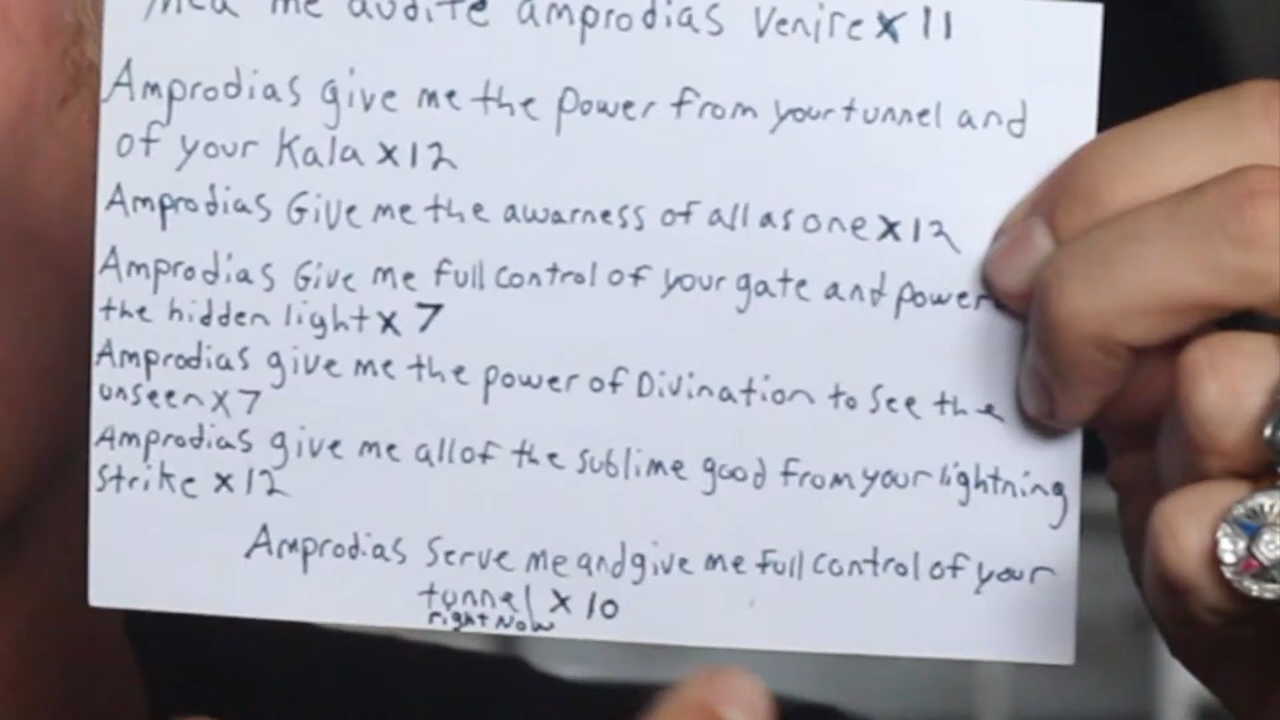 me audite amprodias Venire x 11
Amprodias give me the power from your tunnel and
of your Kala x12
Amprodias Give me the awarness of all as one x12
Amprodias Give me full control of your gate and power
the hidden light x 7
Amprodias give me the power of Divination to see the
unseen x 7
Amprodias give me all of the sublime good from your lightning
strike x12
Amprodias Serve me and give me full control of your
tunnel x 10
right Now